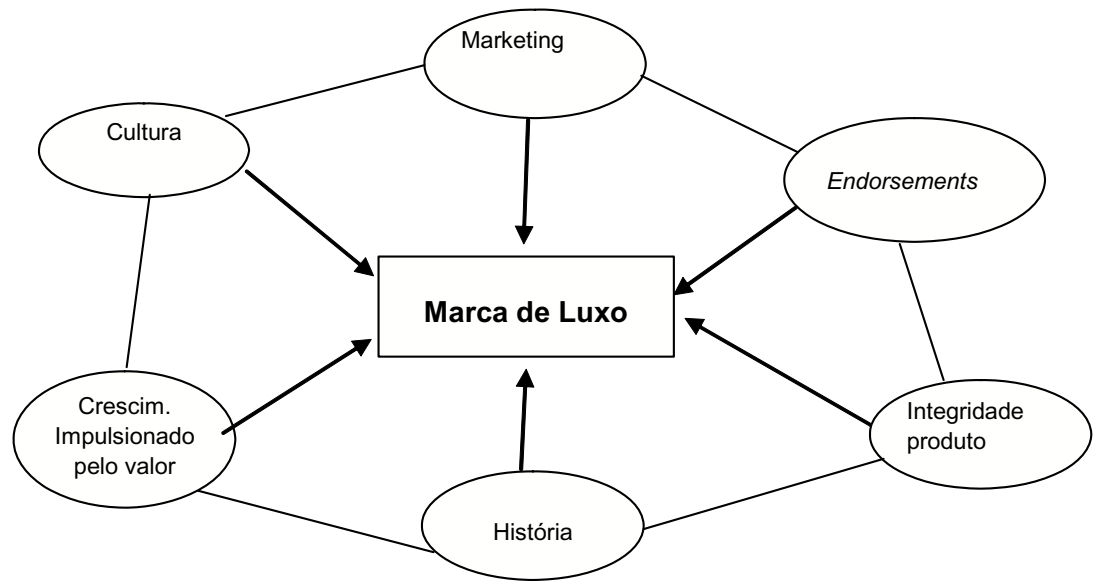 Marketing
Cultura
Endorsements
Marca de Luxo
Crescim.
Impulsionado
pelo valor
Integridade
produto
História